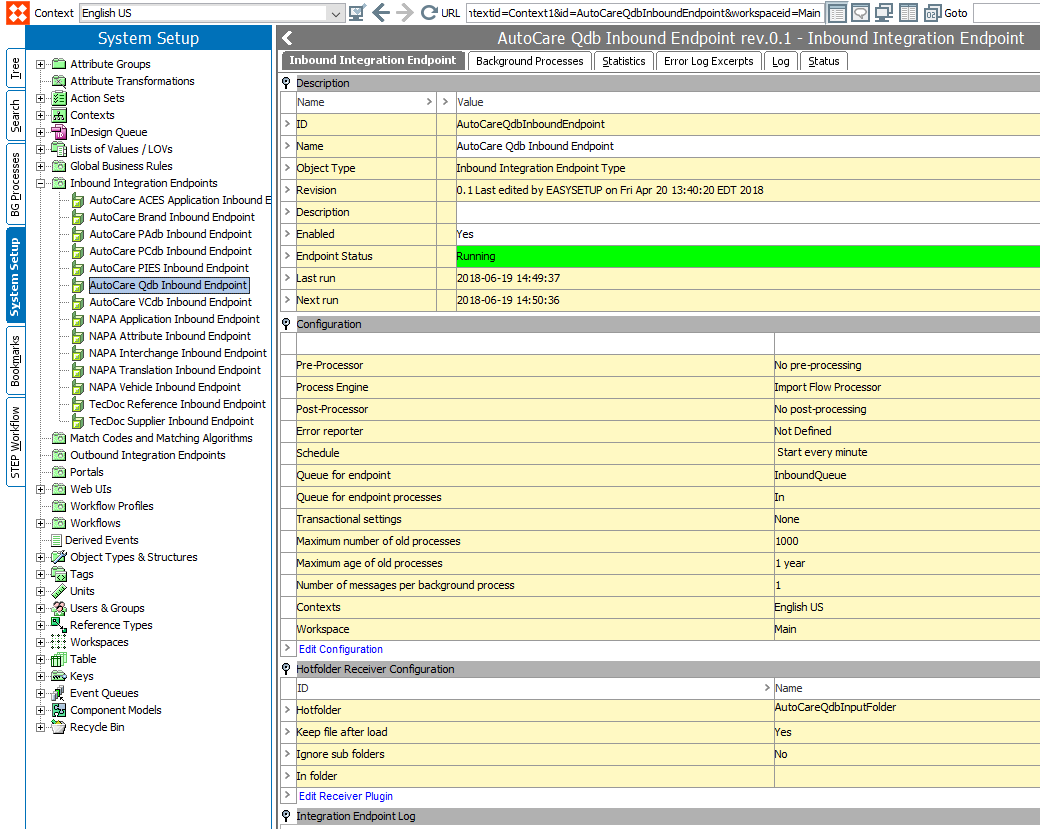 Context English US URL ntextid=Context1&id=AutoCareQdbInboundEndpoint&workspaceid=Main Goto
System Setup
AutoCare Qdb Inbound Endpoint rev.0.1 - Inbound Integration Endpoint
Tree
Search
BG Processes
System Setup
Bookmarks
STEP Workflow
Attribute Groups
Attribute Transformations
Action Sets
Contexts
InDesign Queue
Lists of Values / LOVs
Global Business Rules
Inbound Integration Endpoints
AutoCare ACES Application Inbound E
AutoCare Brand Inbound Endpoint
AutoCare PAdb Inbound Endpoint
AutoCare PCdb Inbound Endpoint
AutoCare PIES Inbound Endpoint
AutoCare Qdb Inbound Endpoint
AutoCare VCdb Inbound Endpoint
NAPA Application Inbound Endpoint
NAPA Attribute Inbound Endpoint
NAPA Interchange Inbound Endpoint
NAPA Translation Inbound Endpoint
NAPA Vehicle Inbound Endpoint
TecDoc Reference Inbound Endpoint
TecDoc Supplier Inbound Endpoint
Match Codes and Matching Algorithms
Outbound Integration Endpoints
Portals
Web UIs
Workflow Profiles
Workflows
Derived Events
Object Types & Structures
Tags
Units
Users & Groups
Reference Types
Workspaces
Table
Keys
Event Queues
Component Models
Recycle Bin
Inbound Integration Endpoint Background Processes Statistics Error Log Excerpts Log Status
Description
Name > > Value
> ID AutoCareQdbInboundEndpoint
> Name AutoCare Qdb Inbound Endpoint
> Object Type Inbound Integration Endpoint Type
> Revision 0.1 Last edited by EASYSETUP on Fri Apr 20 13:40:20 EDT 2018
> Description
> Enabled Yes
> Endpoint Status Running
> Last run 2018-06-19 14:49:37
> Next run 2018-06-19 14:50:36
Configuration
Pre-Processor No pre-processing
Process Engine Import Flow Processor
Post-Processor No post-processing
Error reporter Not Defined
Schedule Start every minute
Queue for endpoint InboundQueue
Queue for endpoint processes In
Transactional settings None
Maximum number of old processes 1000
Maximum age of old processes 1 year
Number of messages per background process 1
Contexts English US
Workspace Main
> Edit Configuration
Hotfolder Receiver Configuration
ID > Name
> Hotfolder AutoCareQdbInputFolder
> Keep file after load Yes
> Ignore sub folders No
> In folder
> Edit Receiver Plugin
Integration Endpoint Log